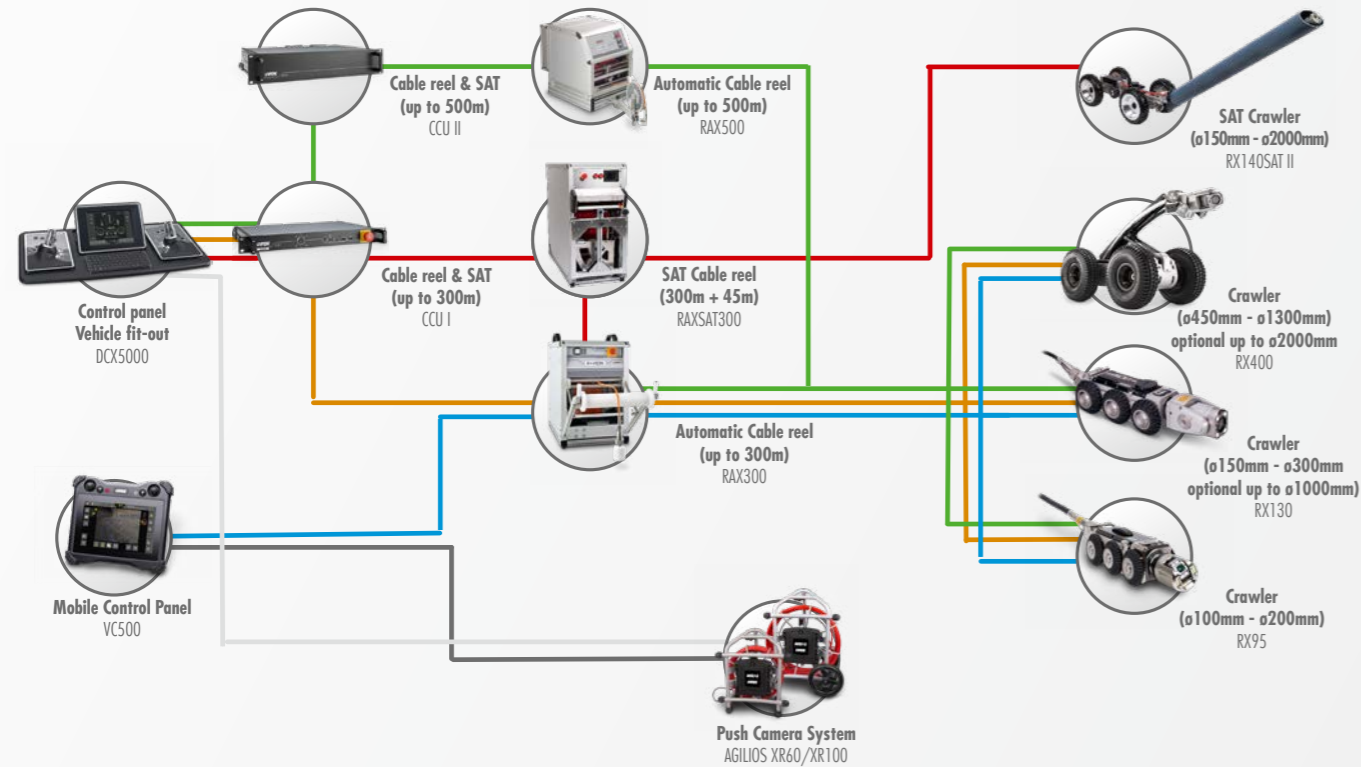 Cable reel & SAT
(up to 500m)
CCU II
Automatic Cable reel
(up to 500m)
RAX500
SAT Crawler
(ø150mm - ø2000mm)
RX140SAT II
Control panel
Vehicle fit-out
DCX5000
Cable reel & SAT
(up to 300m)
CCU I
SAT Cable reel
(300m + 45m)
RAXSAT300
Crawler
(ø450mm - ø1300mm)
optional up to ø2000mm
RX400
Automatic Cable reel
(up to 300m)
RAX300
Crawler
(ø150mm - ø300mm
optional up to ø1000mm)
RX130
Mobile Control Panel
VC500
Crawler
(ø100mm - ø200mm)
RX95
Push Camera System
AGILIOS XR60/XR100